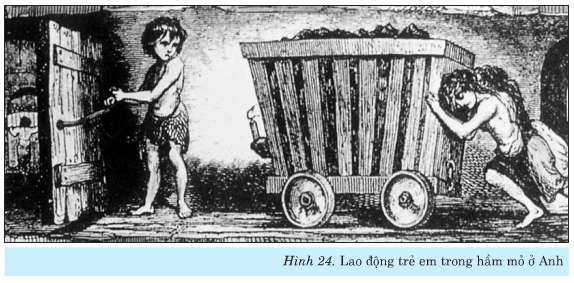 Hình 24. Lao động trẻ em trong hầm mỏ ở Anh